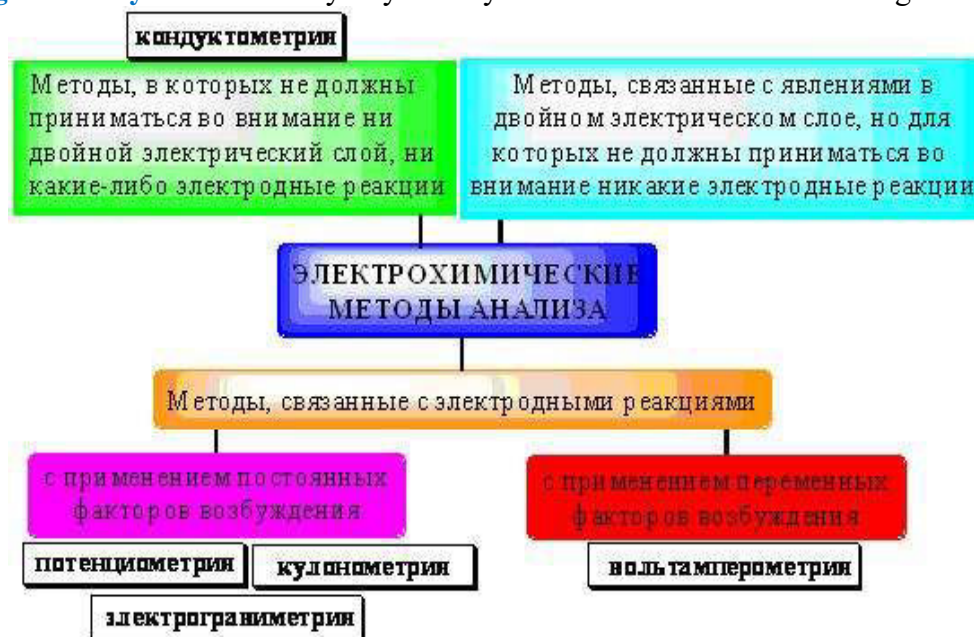 кондуктометрия
Методы, в которых не должны
приниматься во внимание ни
двойной электрический слой, ни
какие-либо электродные реакции
Методы, связанные с явлениями в
двойном электрическом слое, но для
которых не должны приниматься во
внимание никакие электродные реакции
ЭЛЕКТРОХИМИЧЕСКИЕ
МЕТОДЫ АНАЛИЗА
Методы, связанные с электродными реакциями
с применением постоянных
факторов возбуждения
с применением переменных
факторов возбуждения
потенциометрия
кулонометрия
вольтамперометрия
электрограниметрия